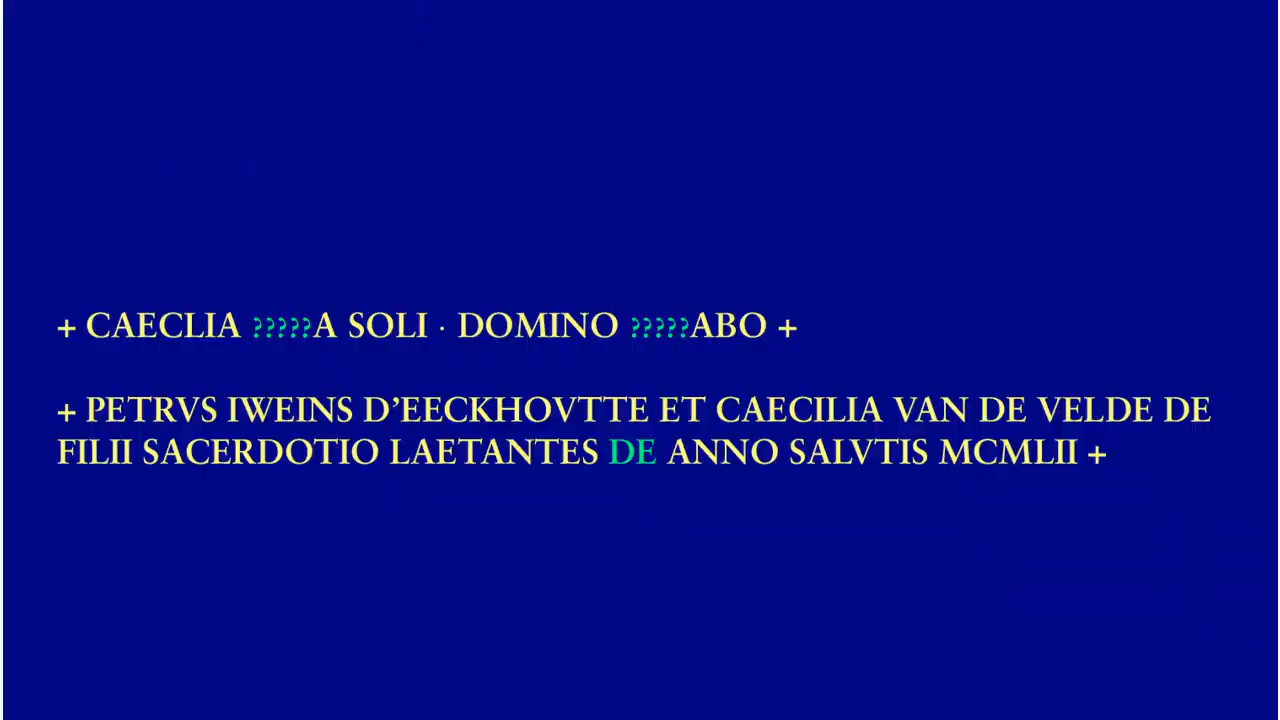 + CAECLIA ?????A SOLI · DOMINO ?????ABO +
+ PETRVS IWEINS D’EECKHOVTTE ET CAECILIA VAN DE VELDE DE
FILII SACERDOTIO LAETANTES DE ANNO SALVTIS MCMLII +